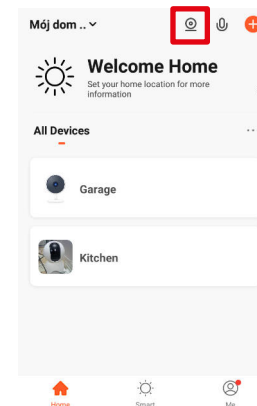 Mój dom ..
Welcome Home
Set your home location for more
information
All Devices
Garage
Kitchen
Home
Smart
Me